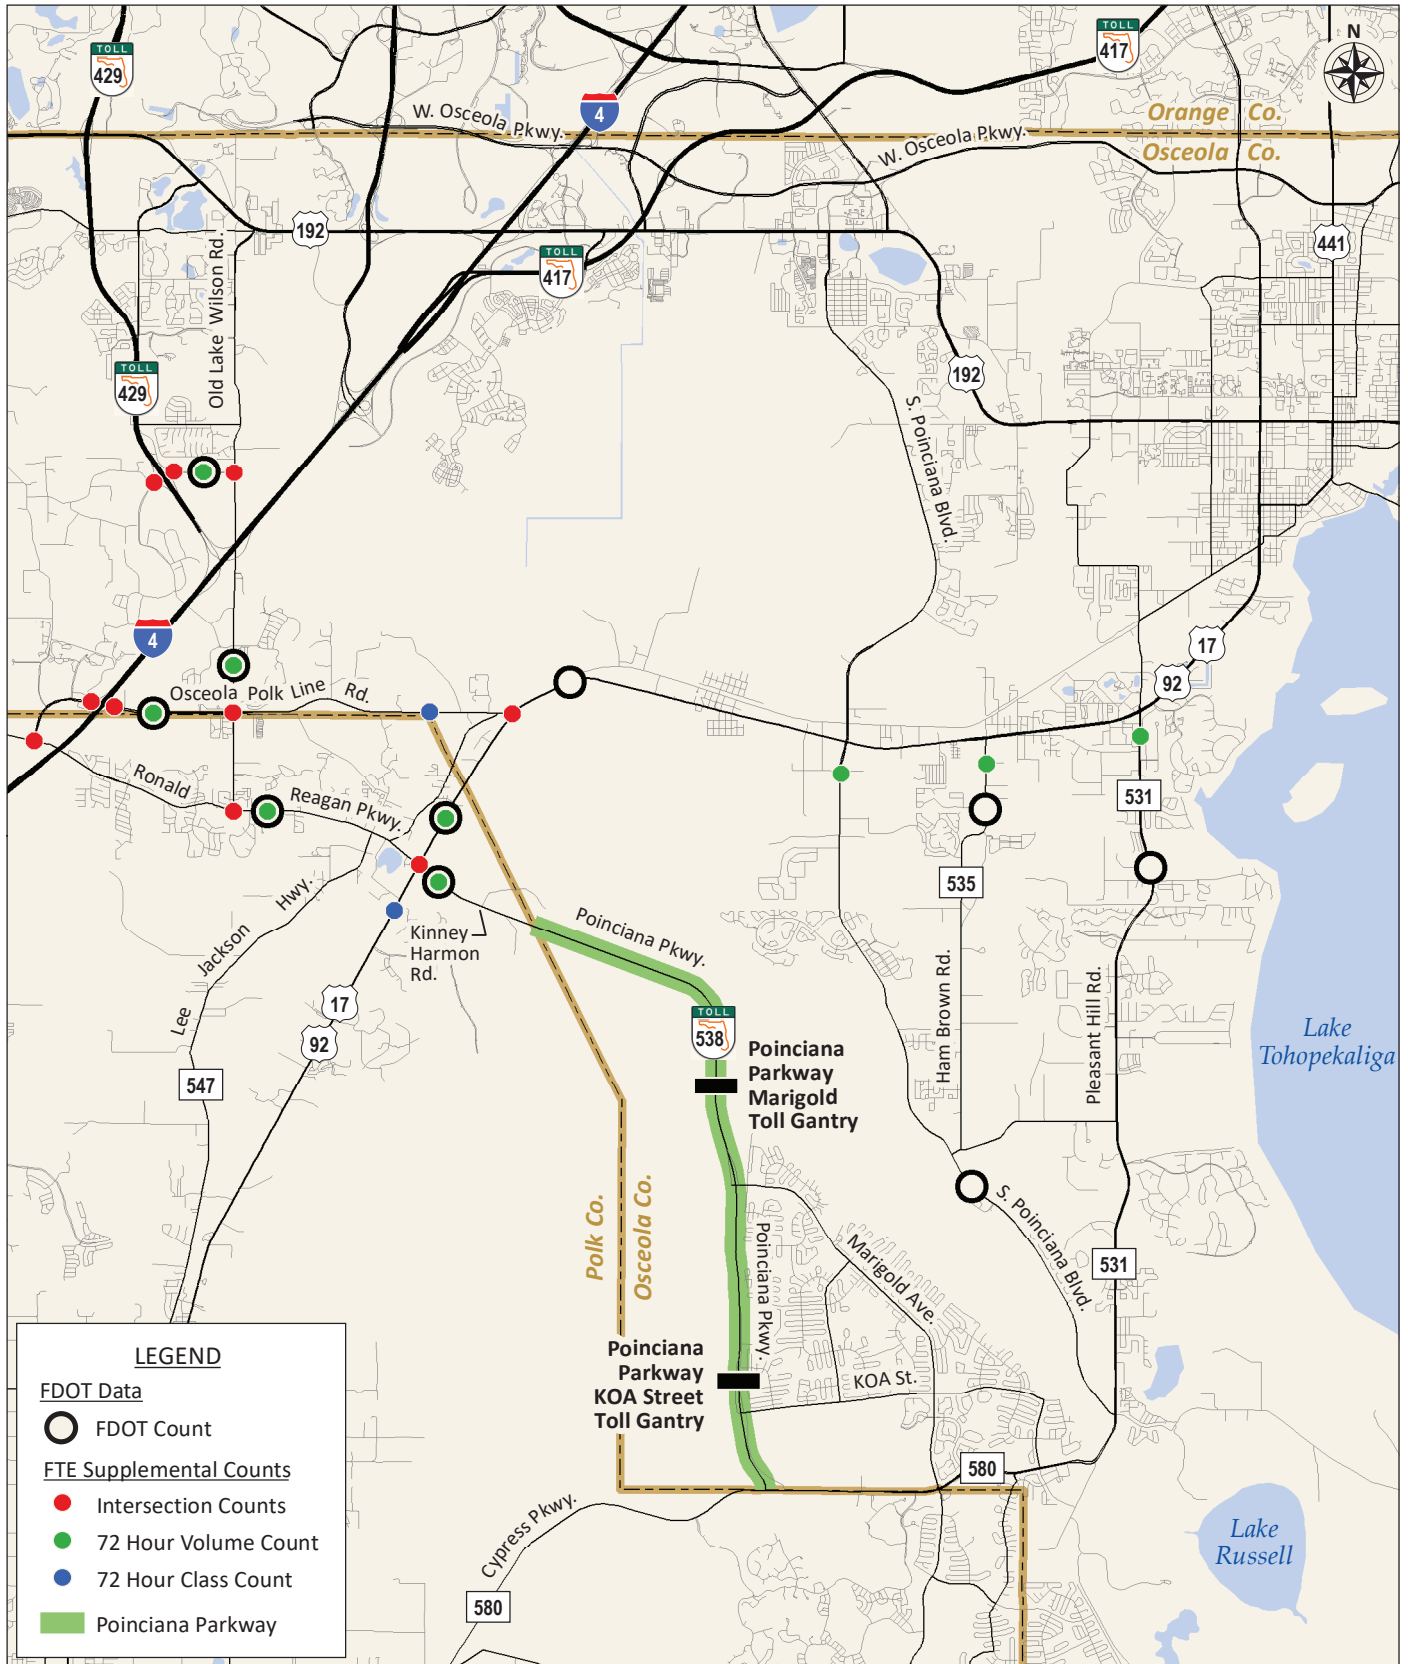 TOLL
429
TOLL
417
N
4
W. Osceola Pkwy.
Orange Co.
W. Osceola Pkwy.
Osceola Co.
192
441
Old Lake Wilson Rd.
TOLL
417
TOLL
429
192
S. Poinciana Blvd.
4
17
92
Osceola Polk Line Rd.
Ronald Reagan Pkwy.
531
535
Lee Jackson Hwy.
Kinney
Harmon
Rd.
Poinciana Pkwy.
Ham Brown Rd.
Pleasant Hill Rd.
17
92
TOLL
538
Lake
Tohopekaliga
Poinciana
Parkway
Marigold
Toll Gantry
547
Polk Co.
Osceola Co.
S. Poinciana Blvd.
Poinciana Pkwy.
Marigold Ave.
531
Poinciana
Parkway
KOA Street
Toll Gantry
KOA St.
580
Cypress Pkwy.
580
Lake
Russell
LEGEND
FDOT Data
FDOT Count
FTE Supplemental Counts
Intersection Counts
72 Hour Volume Count
72 Hour Class Count
Poinciana Parkway